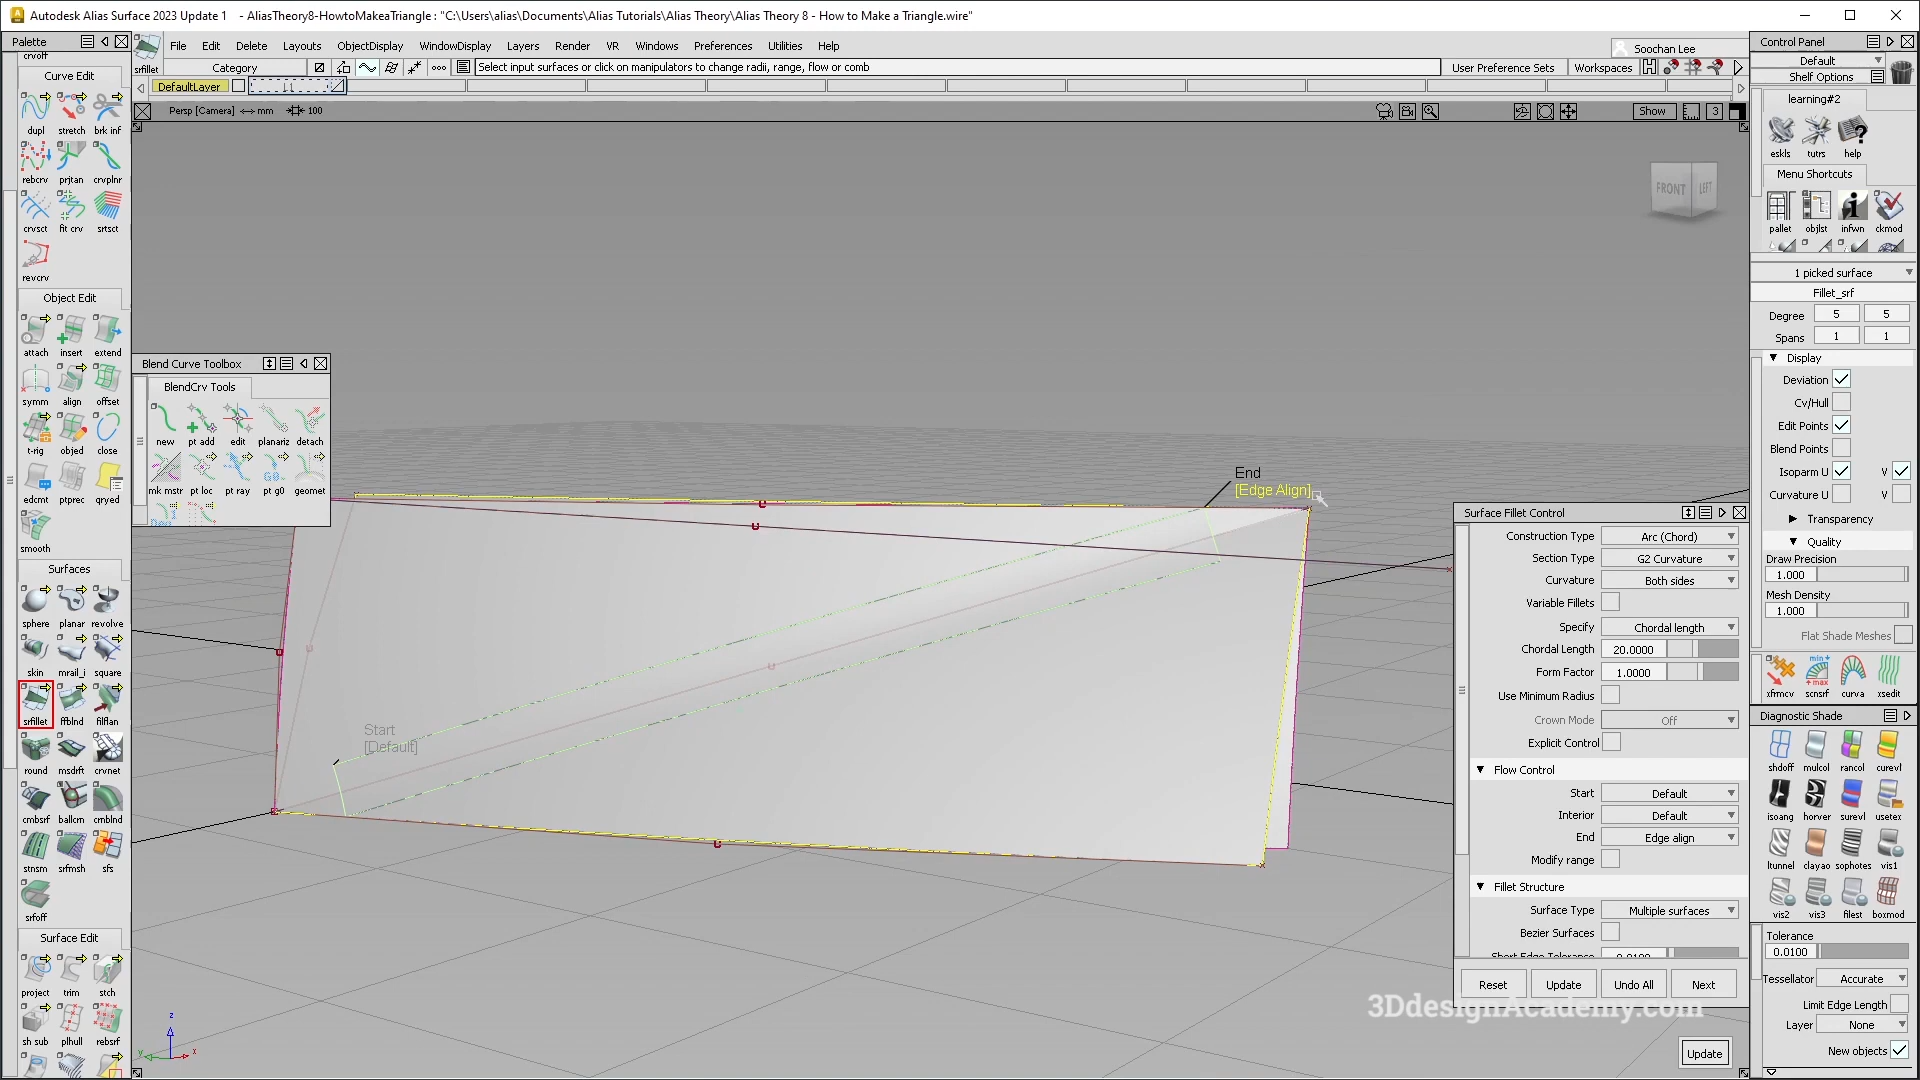 Autodesk Alias Surface 2023 Update 1 - AliasTheory8-HowtoMakeaTriangle : "C:\Users\alias\Documents\Alias Tutorials\Alias Theory\Alias Theory 8 - How to Make a Triangle.wire"
Palette
crvoff
Curve Edit
dupl stretch brk inf
rebcrv prjtan crvplnr
crvsct fit crv srtsct
revcrv
Object Edit
attach insert extend
symm align offset
t-rig objed close
edcmt ptprec qryed
smooth
Surfaces
sphere planar revolve
skin mrail_i square
srfillet ffblnd filflan
round msdrft crvnet
cmbsrf ballcrn crnblnd
stnsm srfmsh sfs
srfoff
Surface Edit
project trim stch
sh sub plhull rebsrf
srfillet
File Edit Delete Layouts ObjectDisplay WindowDisplay Layers Render VR Windows Preferences Utilities Help
Soochan Lee
Category
Select input surfaces or click on manipulators to change radii, range, flow or comb
User Preference Sets Workspaces
DefaultLayer L1
Persp [Camera] mm 100
Show 3
FRONT LEFT
Blend Curve Toolbox
BlendCrv Tools
new pt add edit planariz detach
mk mstr pt loc pt ray pt g0 geomet
End
[Edge Align]
Start
[Default]
Surface Fillet Control
Construction Type Arc (Chord)
Section Type G2 Curvature
Curvature Both sides
Variable Fillets
Specify Chordal length
Chordal Length 20.0000
Form Factor 1.0000
Use Minimum Radius
Crown Mode Off
Explicit Control
Flow Control
Start Default
Interior Default
End Edge align
Modify range
Fillet Structure
Surface Type Multiple surfaces
Bezier Surfaces
Short Edge Tolerance 0.0100
Reset Update Undo All Next
3DdesignAcademy.com
Update
z
y x
Control Panel
Default
Shelf Options
learning#2
eskls tutrs help
Menu Shortcuts
pallet objlst infwn ckmod
1 picked surface
Fillet_srf
Degree 5 5
Spans 1 1
Display
Deviation
Cv/Hull
Edit Points
Blend Points
Isoparm U V
Curvature U V
Transparency
Quality
Draw Precision
1.000
Mesh Density
1.000
Flat Shade Meshes
xfrmcv scnsrf curva xsedit
Diagnostic Shade
shdoff mulcol rancol curevl
isoang horver surevl usetex
ltunnel clayao sophotes vis1
vis2 vis3 filest boxmod
Tolerance
0.0100
Tessellator Accurate
Limit Edge Length
Layer None
New objects